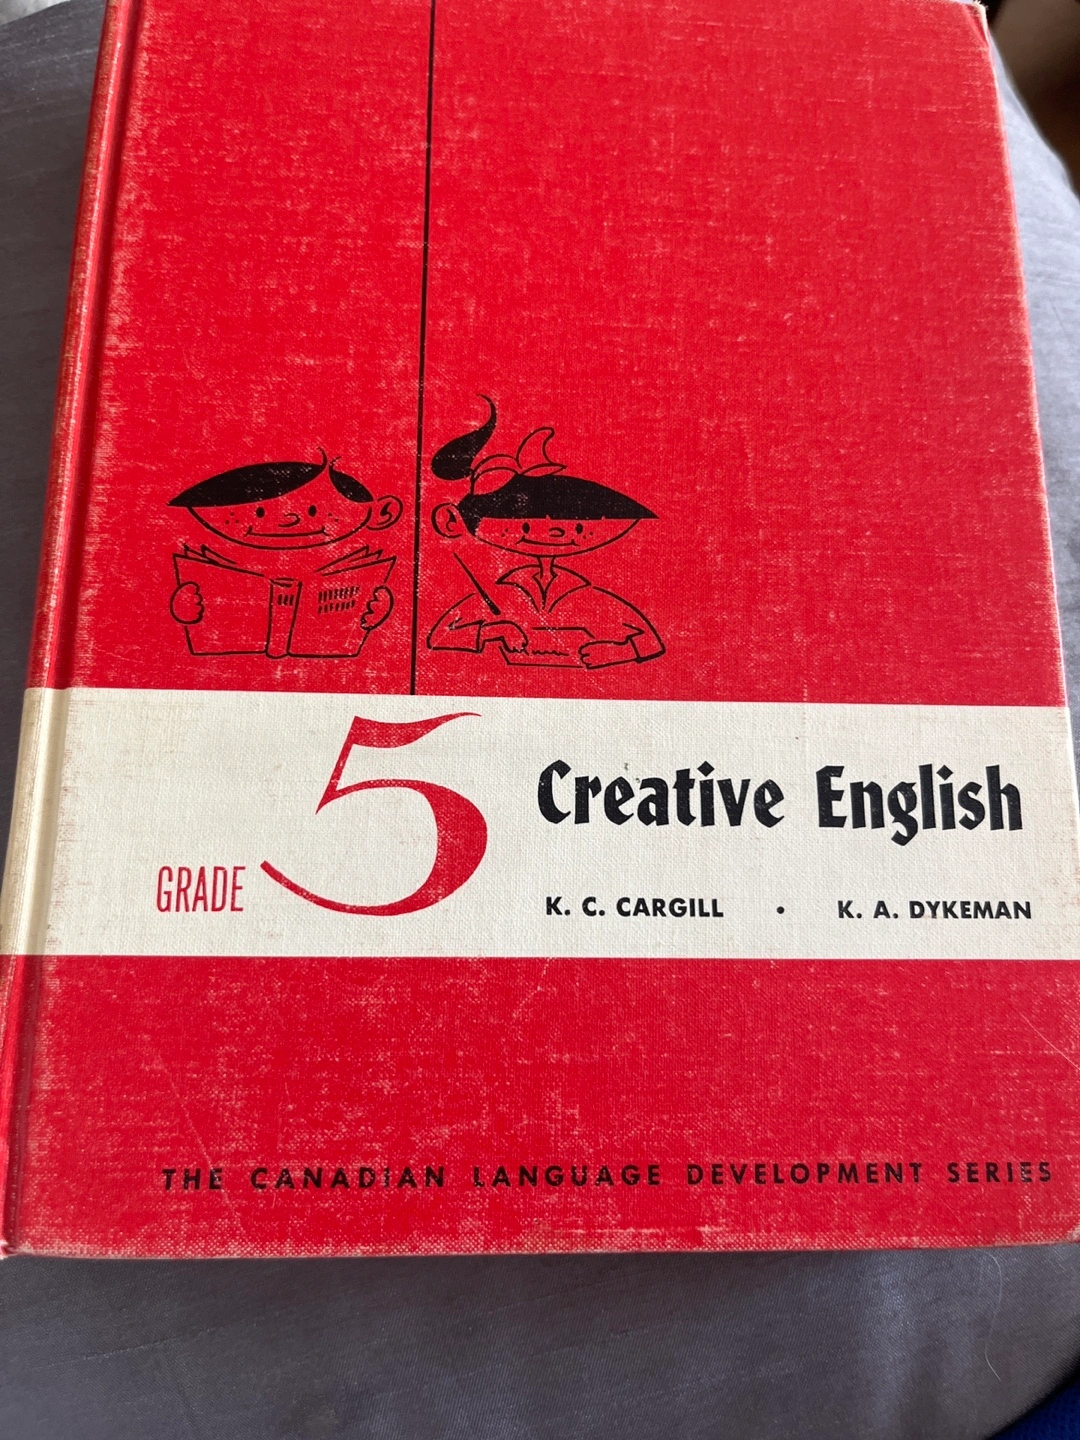 GRADE 5
Creative English
K. C. CARGILL • K. A. DYKEMAN
THE CANADIAN LANGUAGE DEVELOPMENT SERIES